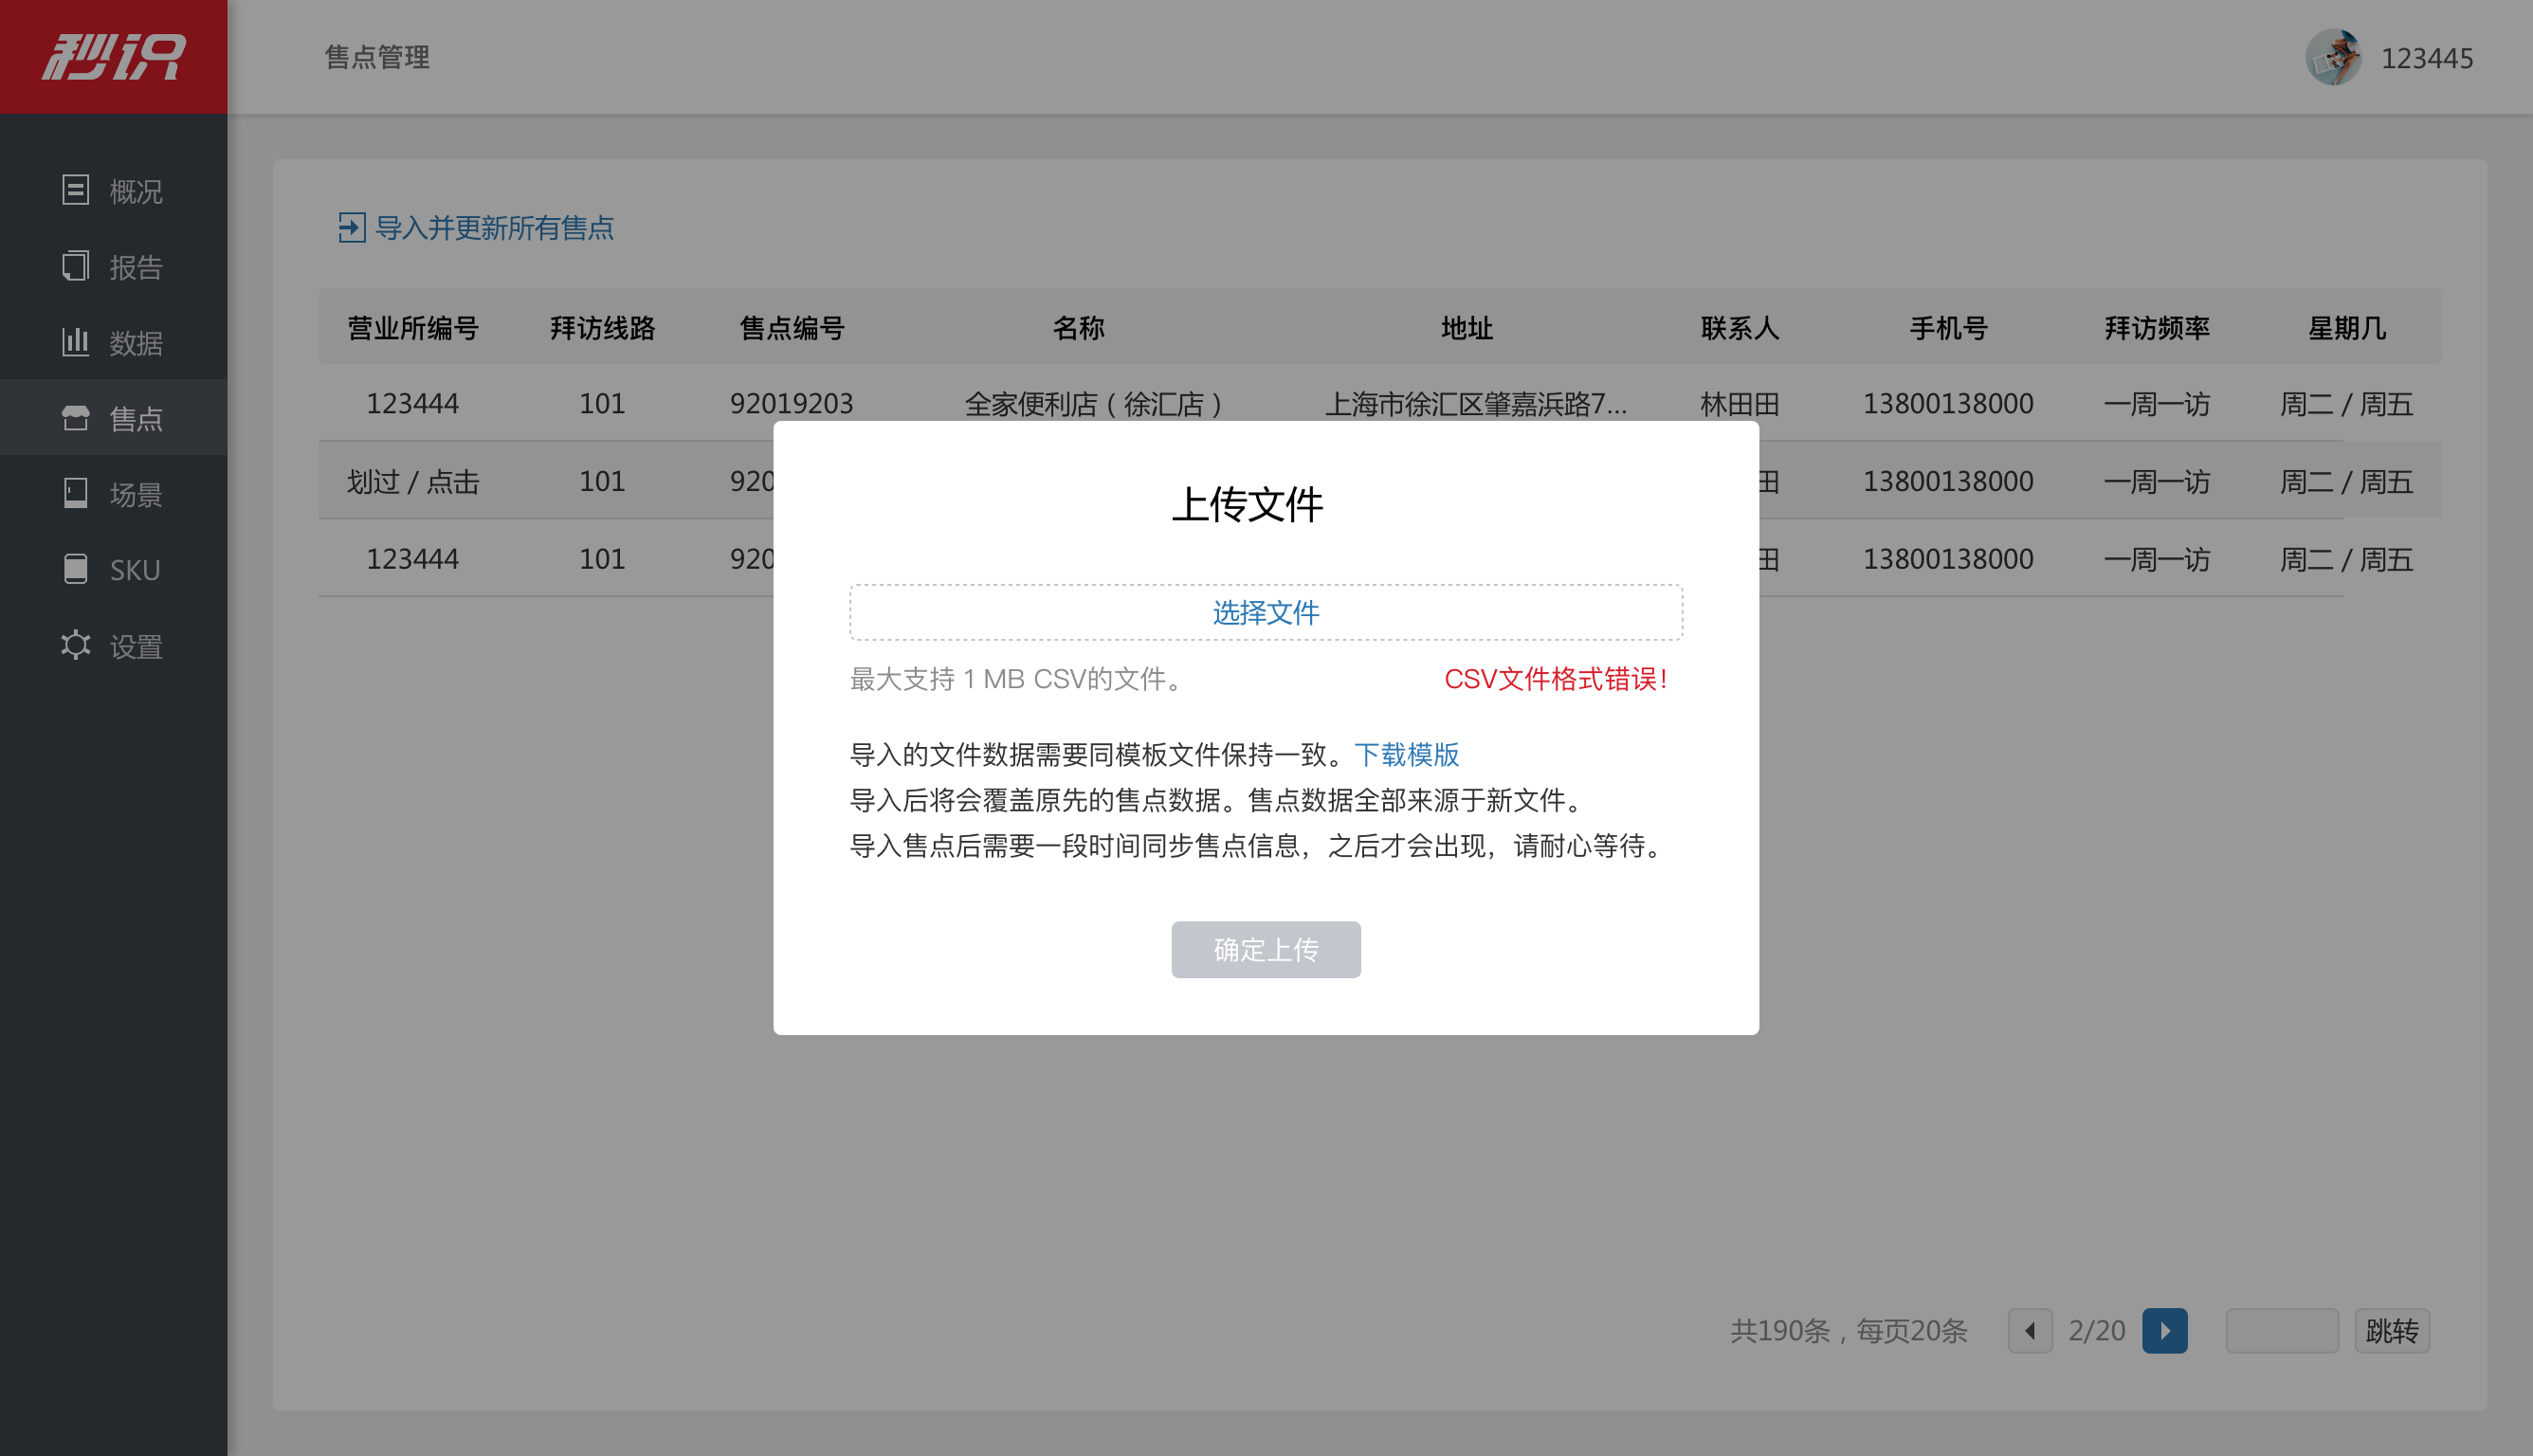 秒识
售点管理
123445
概况
报告
数据
售点
场景
SKU
设置
导入并更新所有售点
营业所编号 拜访线路 售点编号 名称 地址 联系人 手机号 拜访频率 星期几
123444 101 92019203 全家便利店（徐汇店） 上海市徐汇区肇嘉浜路7... 林田田 13800138000 一周一访 周二 / 周五
划过 / 点击 101 920 田 13800138000 一周一访 周二 / 周五
123444 101 920 田 13800138000 一周一访 周二 / 周五
上传文件
选择文件
最大支持 1 MB CSV的文件。 CSV文件格式错误！
导入的文件数据需要同模板文件保持一致。下载模版
导入后将会覆盖原先的售点数据。售点数据全部来源于新文件。
导入售点后需要一段时间同步售点信息，之后才会出现，请耐心等待。
确定上传
共190条，每页20条 2/20 跳转